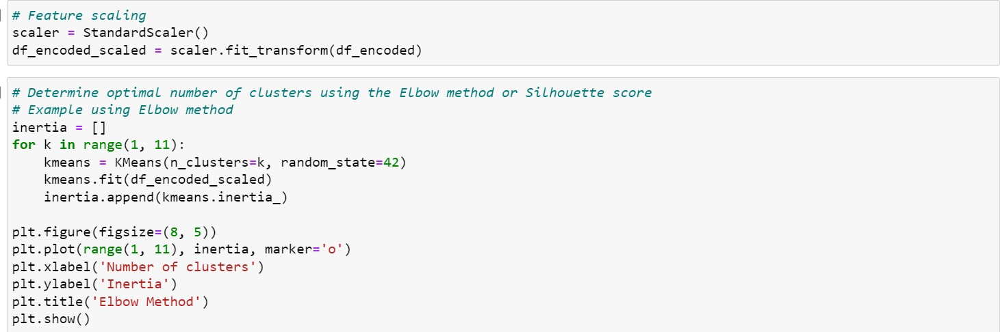 # Feature scaling
scaler = StandardScaler()
df_encoded_scaled = scaler.fit_transform(df_encoded)
# Determine optimal number of clusters using the Elbow method or Silhouette score
# Example using Elbow method
inertia = []
for k in range(1, 11):
    kmeans = KMeans(n_clusters=k, random_state=42)
    kmeans.fit(df_encoded_scaled)
    inertia.append(kmeans.inertia_)
plt.figure(figsize=(8, 5))
plt.plot(range(1, 11), inertia, marker='o')
plt.xlabel('Number of clusters')
plt.ylabel('Inertia')
plt.title('Elbow Method')
plt.show()